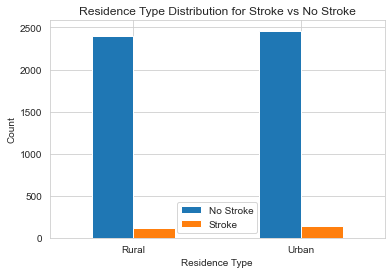 Residence Type Distribution for Stroke vs No Stroke
2500
2000
1500
1000
500
0
Count
No Stroke
Stroke
Rural
Urban
Residence Type